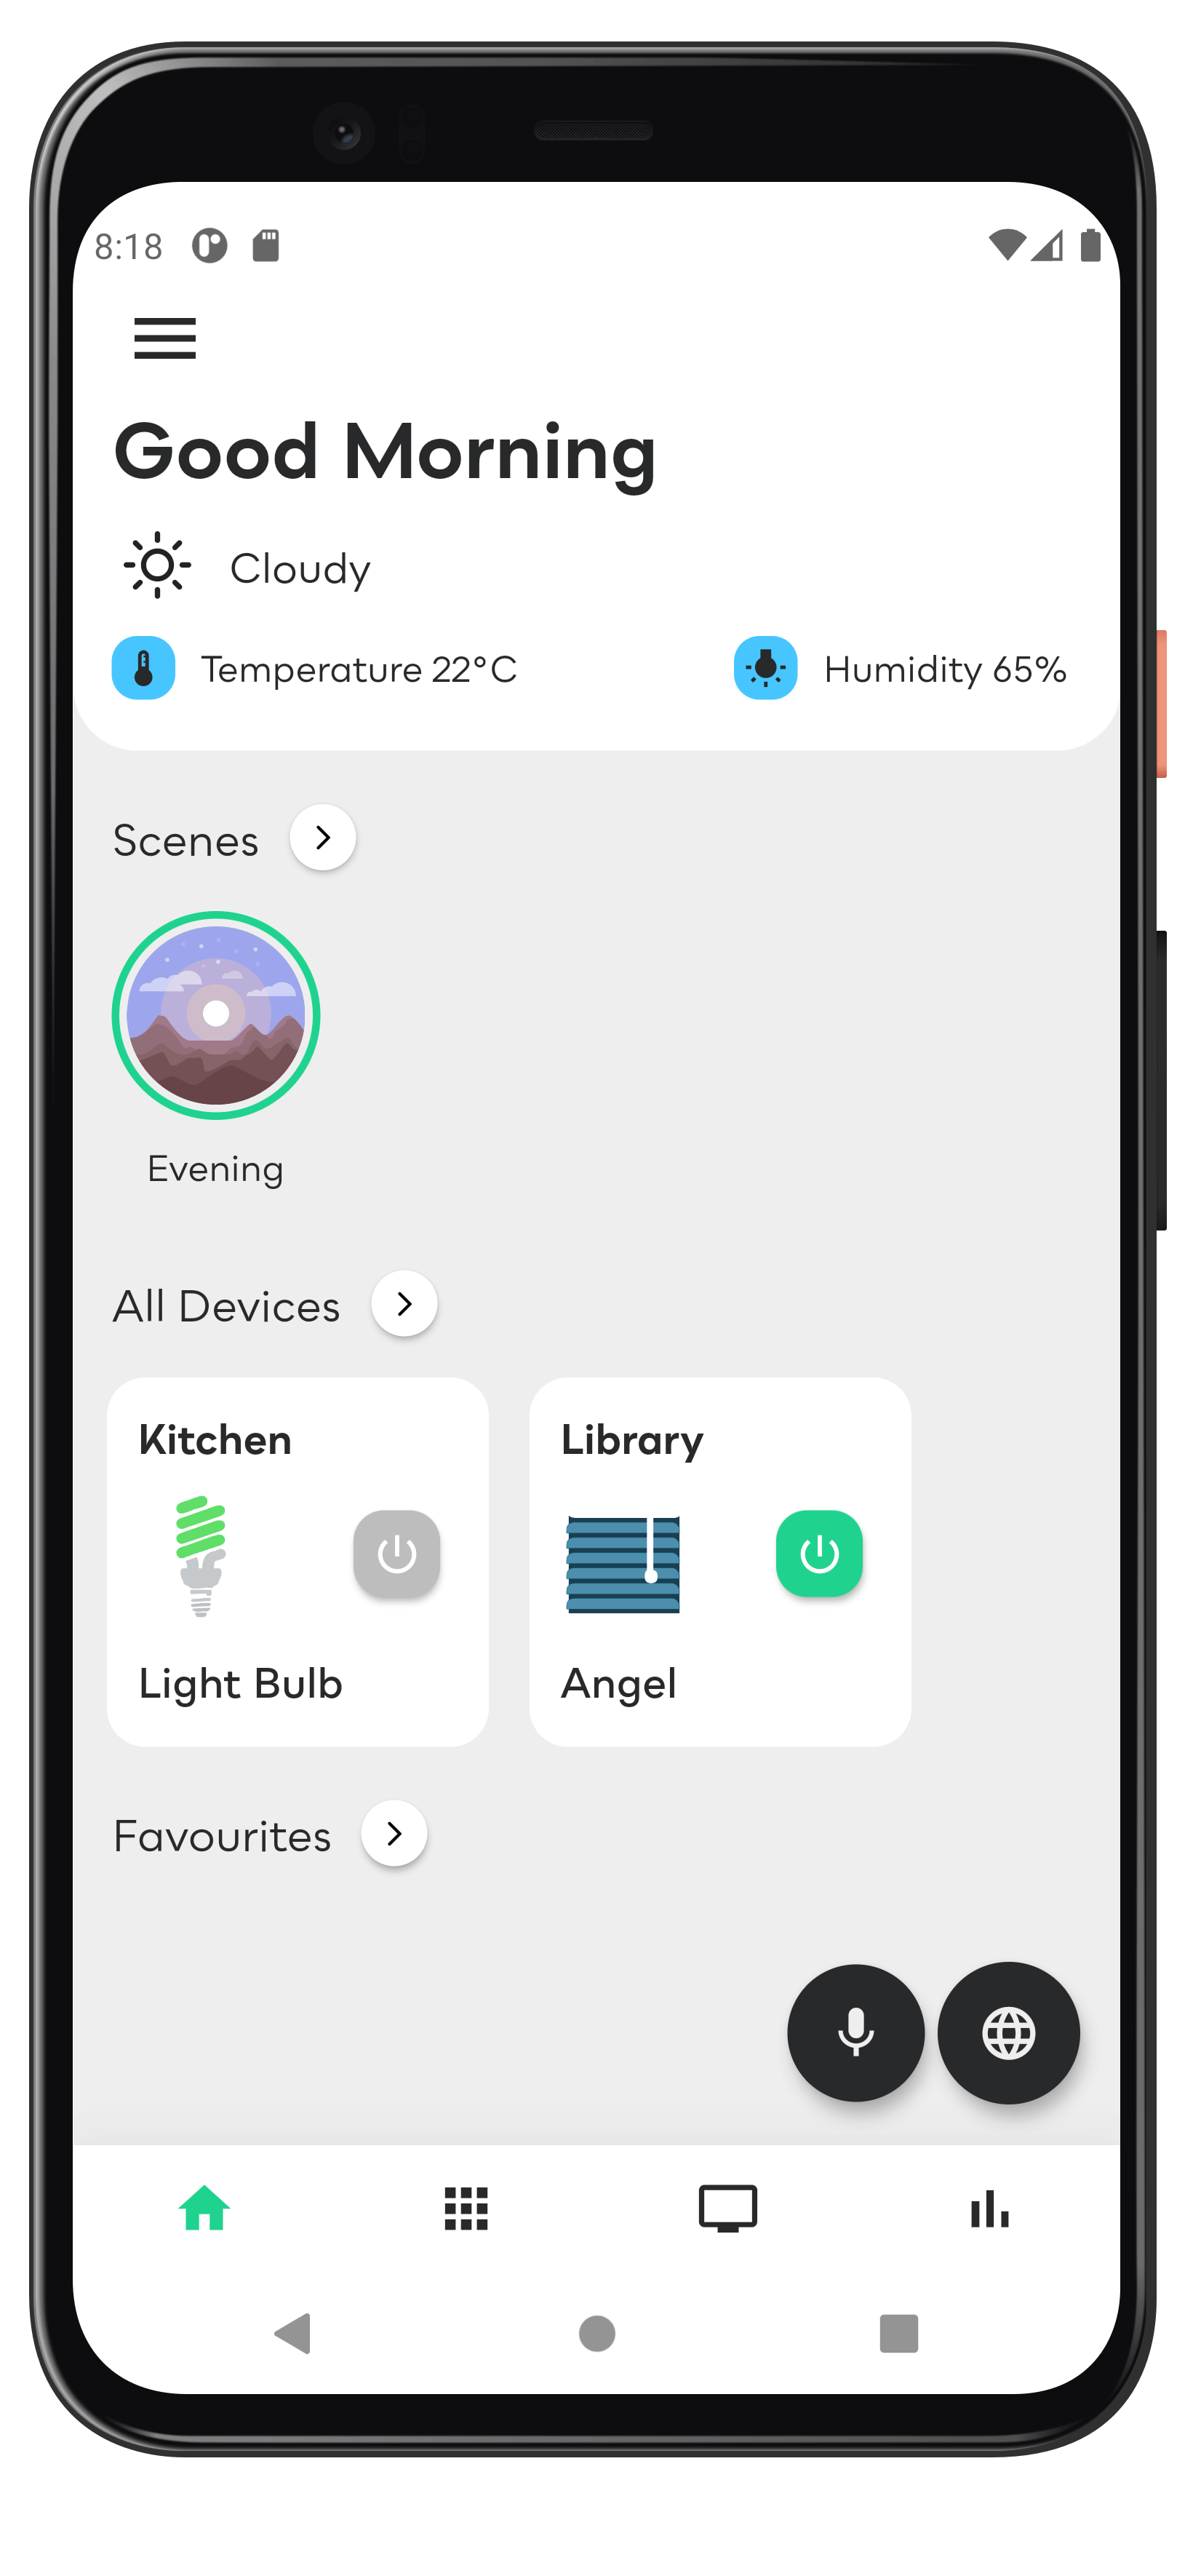 8:18
Good Morning
Cloudy
Temperature 22°C
Humidity 65%
Scenes
Evening
All Devices
Kitchen
Library
Light Bulb
Angel
Favourites